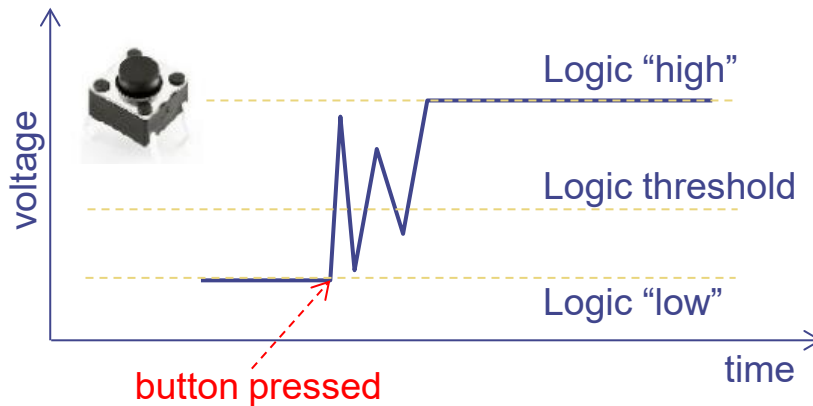 Logic “high”
voltage
Logic threshold
Logic “low”
time
button pressed